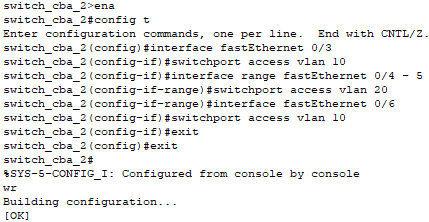 switch_cba_2>ena
switch_cba_2#config t
Enter configuration commands, one per line.  End with CNTL/Z.
switch_cba_2(config)#interface fastEthernet 0/3
switch_cba_2(config-if)#switchport access vlan 10
switch_cba_2(config-if)#interface range fastEthernet 0/4 - 5
switch_cba_2(config-if-range)#switchport access vlan 20
switch_cba_2(config-if-range)#interface fastEthernet 0/6
switch_cba_2(config-if)#switchport access vlan 10
switch_cba_2(config-if)#exit
switch_cba_2(config)#exit
switch_cba_2#
%SYS-5-CONFIG_I: Configured from console by console
wr
Building configuration...
[OK]